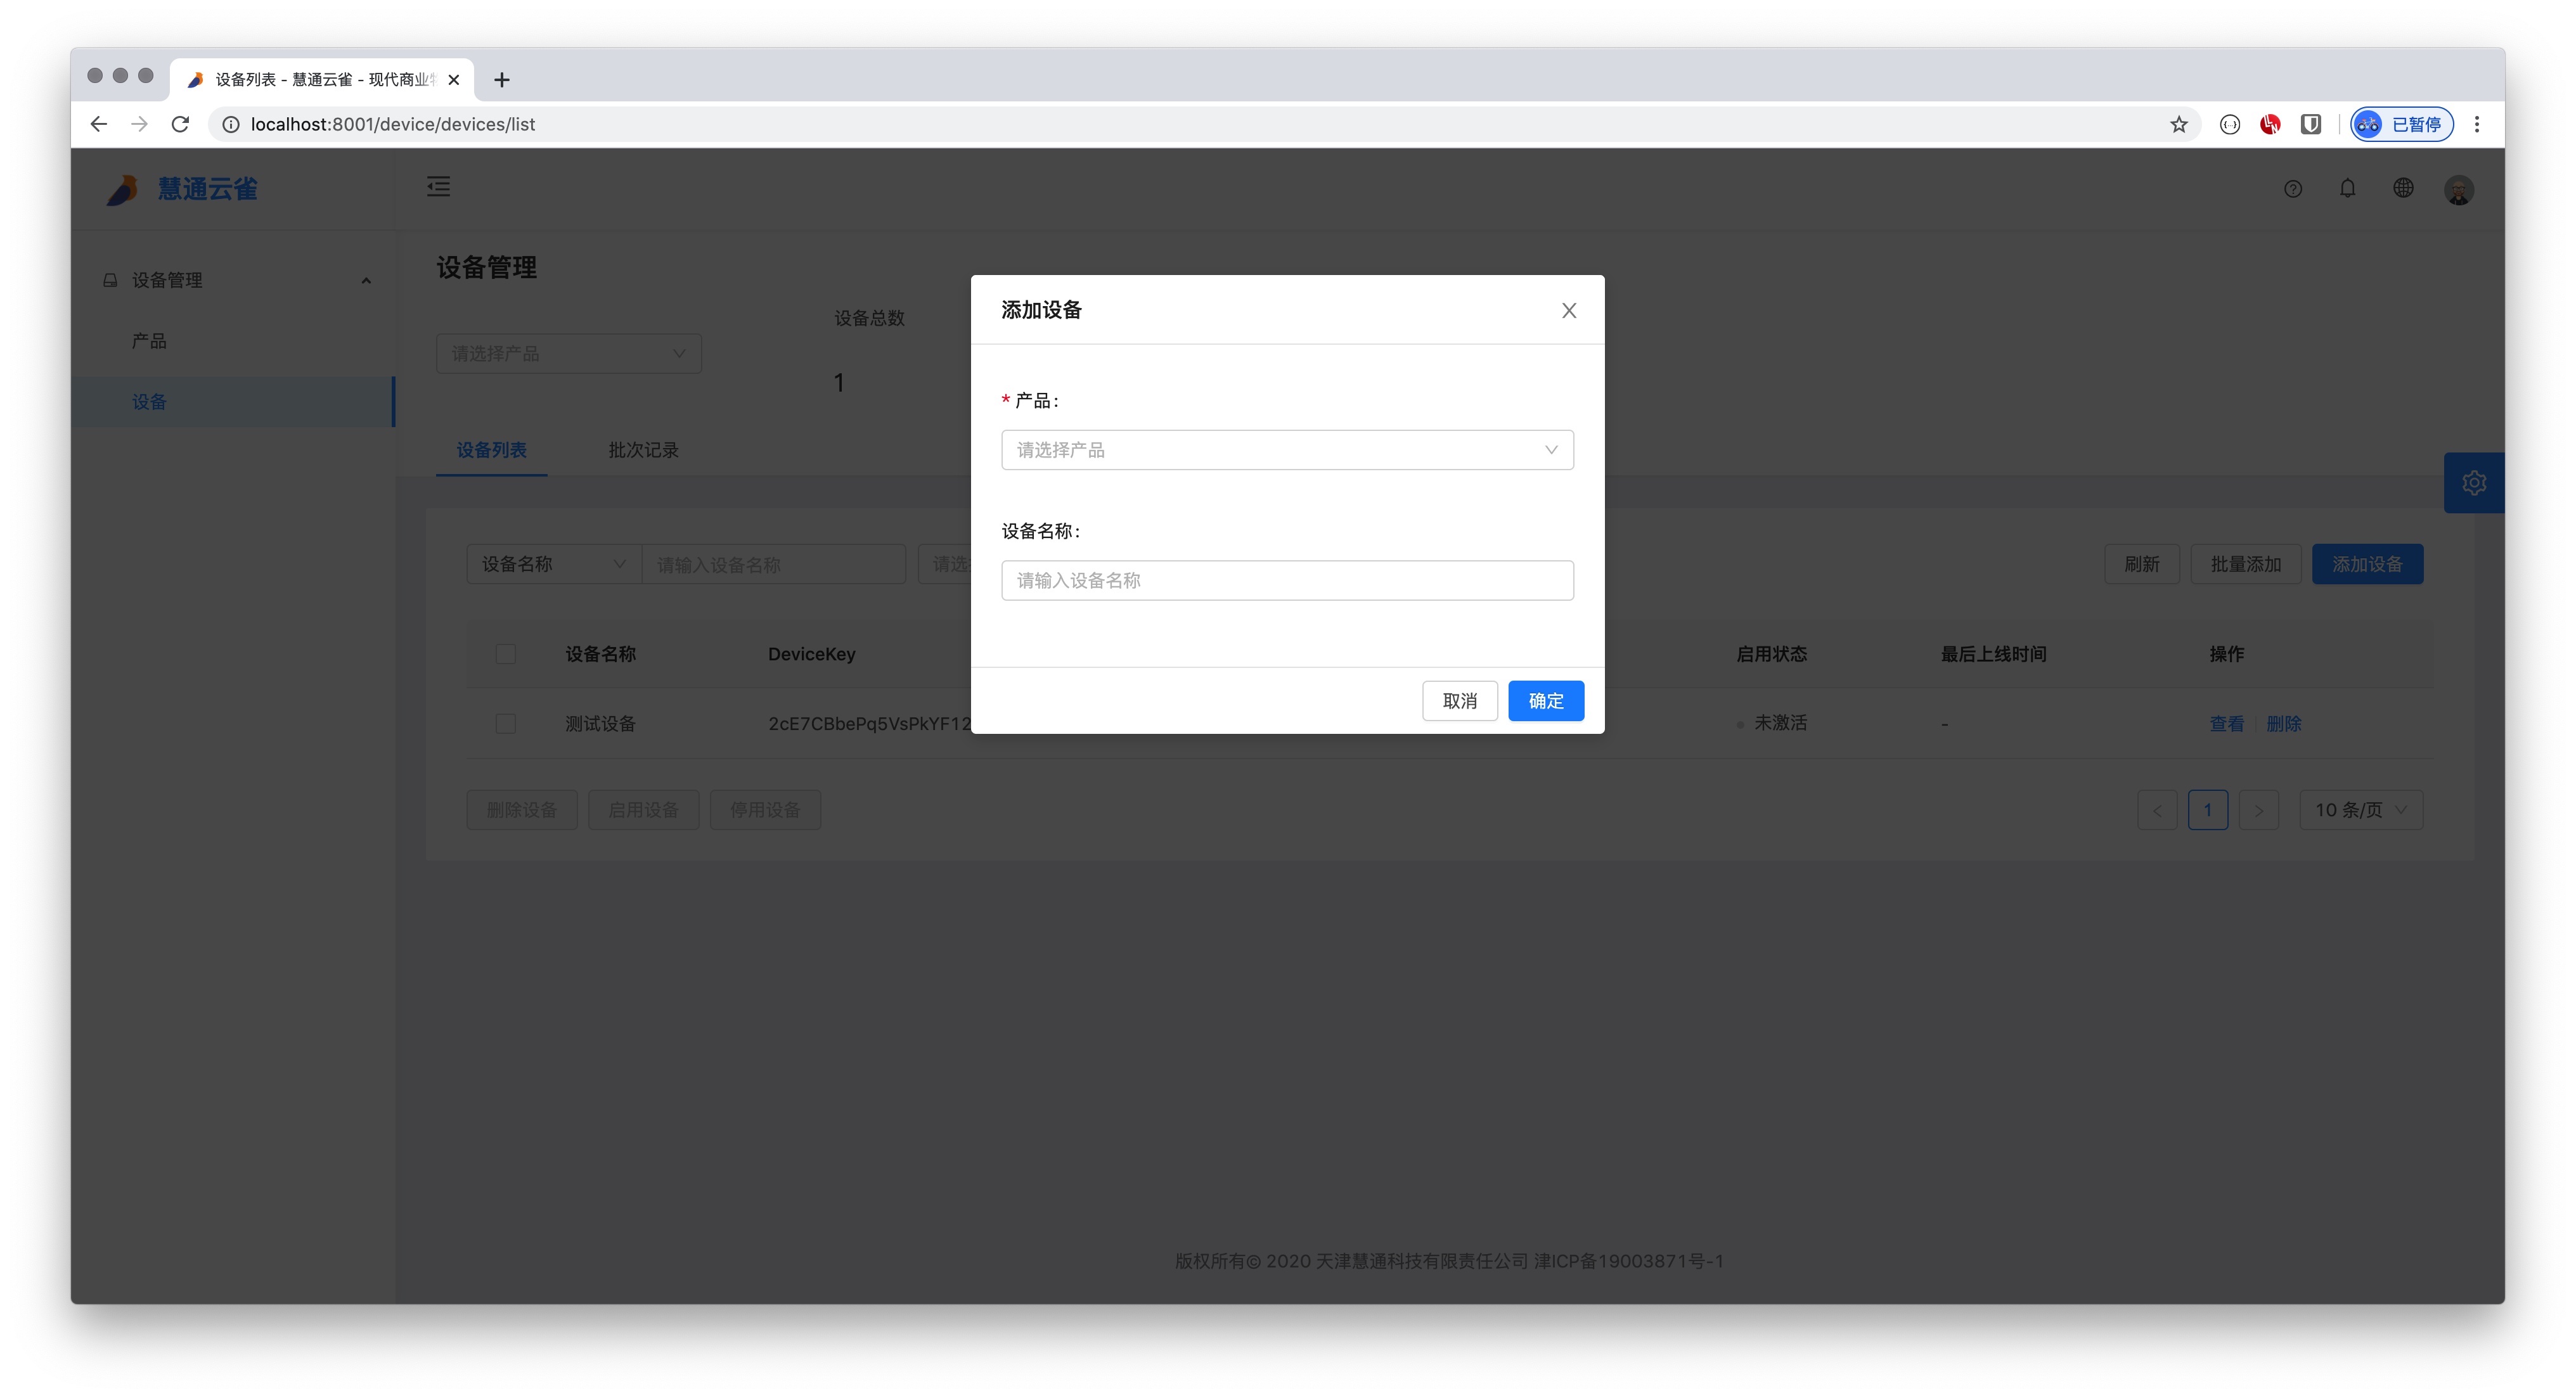 设备列表 - 慧通云雀 - 现代商业
localhost:8001/device/devices/list
已暂停
慧通云雀
设备管理
产品
设备
设备管理
请选择产品
设备总数
1
设备列表
批次记录
设备名称
请输入设备名称
请选
刷新
批量添加
添加设备
设备名称
DeviceKey
启用状态
最后上线时间
操作
测试设备
2cE7CBbePq5VsPkYF12
未激活
-
查看
删除
删除设备
启用设备
停用设备
1
10 条/页
添加设备
* 产品:
请选择产品
设备名称:
请输入设备名称
取消
确定
版权所有© 2020 天津慧通科技有限责任公司 津ICP备19003871号-1